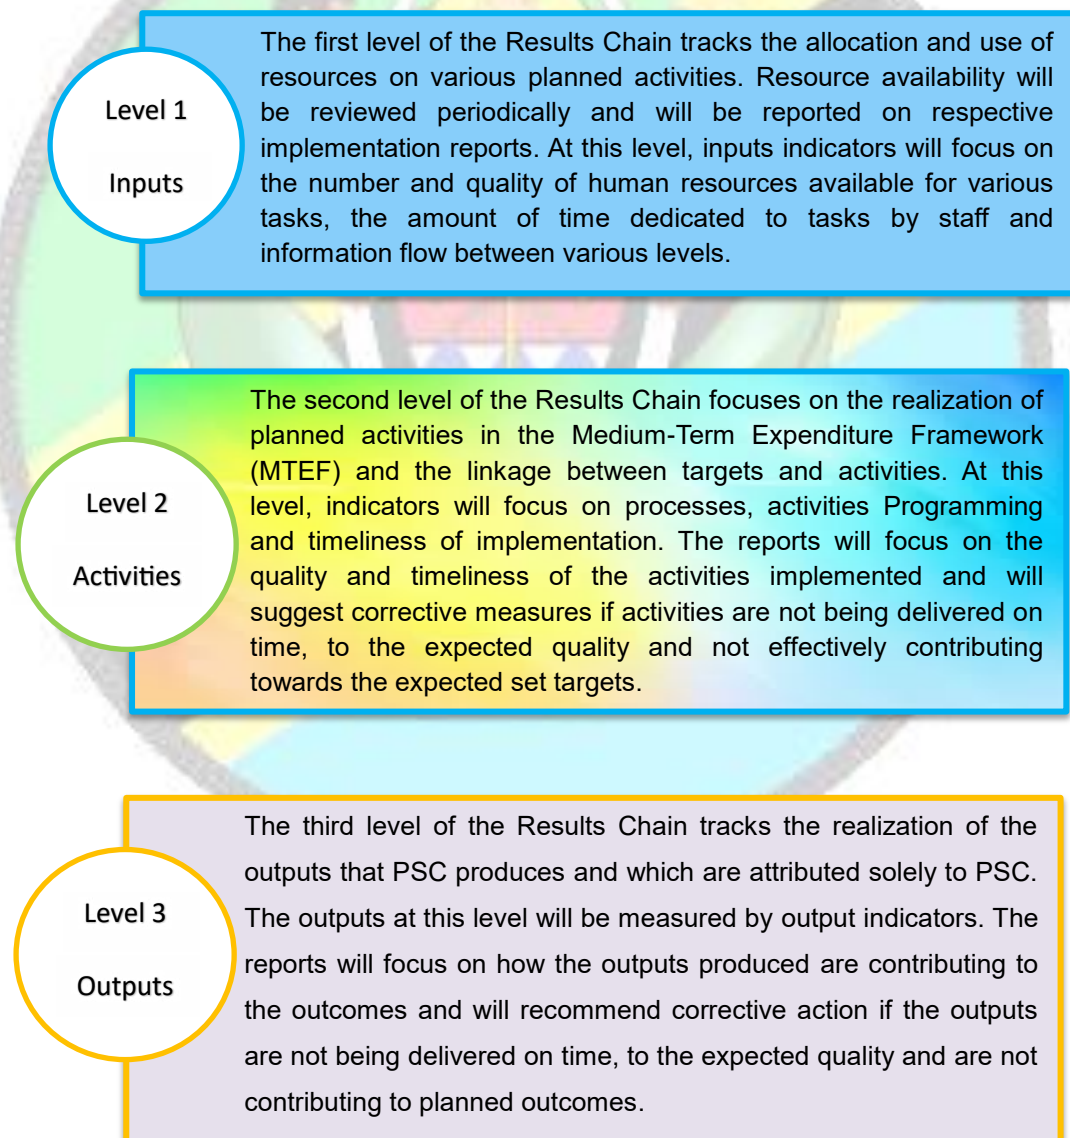 Level 1
Inputs
The first level of the Results Chain tracks the allocation and use of
resources on various planned activities. Resource availability will
be reviewed periodically and will be reported on respective
implementation reports. At this level, inputs indicators will focus on
the number and quality of human resources available for various
tasks, the amount of time dedicated to tasks by staff and
information flow between various levels.
Level 2
Activities
The second level of the Results Chain focuses on the realization of
planned activities in the Medium-Term Expenditure Framework
(MTEF) and the linkage between targets and activities. At this
level, indicators will focus on processes, activities Programming
and timeliness of implementation. The reports will focus on the
quality and timeliness of the activities implemented and will
suggest corrective measures if activities are not being delivered on
time, to the expected quality and not effectively contributing
towards the expected set targets.
Level 3
Outputs
The third level of the Results Chain tracks the realization of the
outputs that PSC produces and which are attributed solely to PSC.
The outputs at this level will be measured by output indicators. The
reports will focus on how the outputs produced are contributing to
the outcomes and will recommend corrective action if the outputs
are not being delivered on time, to the expected quality and are not
contributing to planned outcomes.